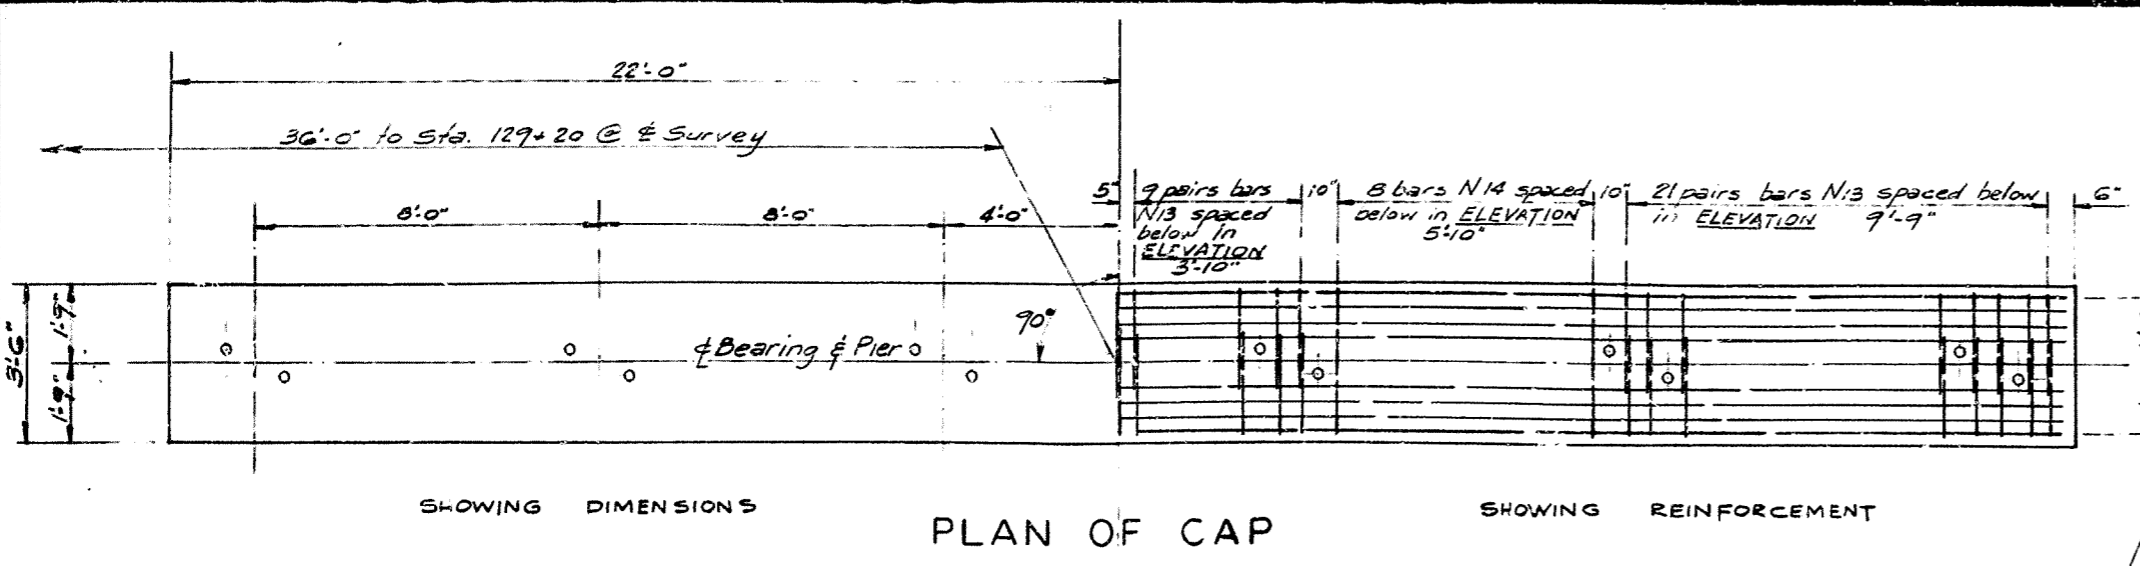 22'-0"
36'-0" to Sta. 129+20 @ ℄ Survey
5"
9 pairs bars
N13 spaced
below in
ELEVATION
3'-10"
10"
8 bars N14 spaced
below in ELEVATION
5'-10"
10"
21 pairs bars N13 spaced below
in ELEVATION 9'-9"
6"
8'-0"
8'-0"
4'-0"
3'-6"
1'-9"
1'-9"
90°
℄ Bearing & Pier
SHOWING DIMENSIONS
SHOWING REINFORCEMENT
PLAN OF CAP